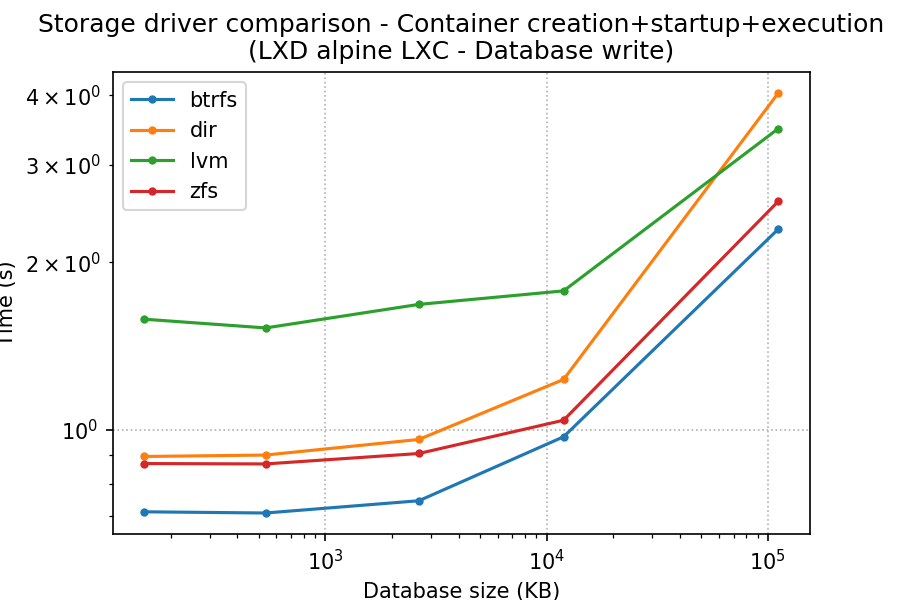 Storage driver comparison - Container creation+startup+execution
(LXD alpine LXC - Database write)
4 × 10⁰
3 × 10⁰
2 × 10⁰
10⁰
Time (s)
btrfs
dir
lvm
zfs
10³
10⁴
10⁵
Database size (KB)